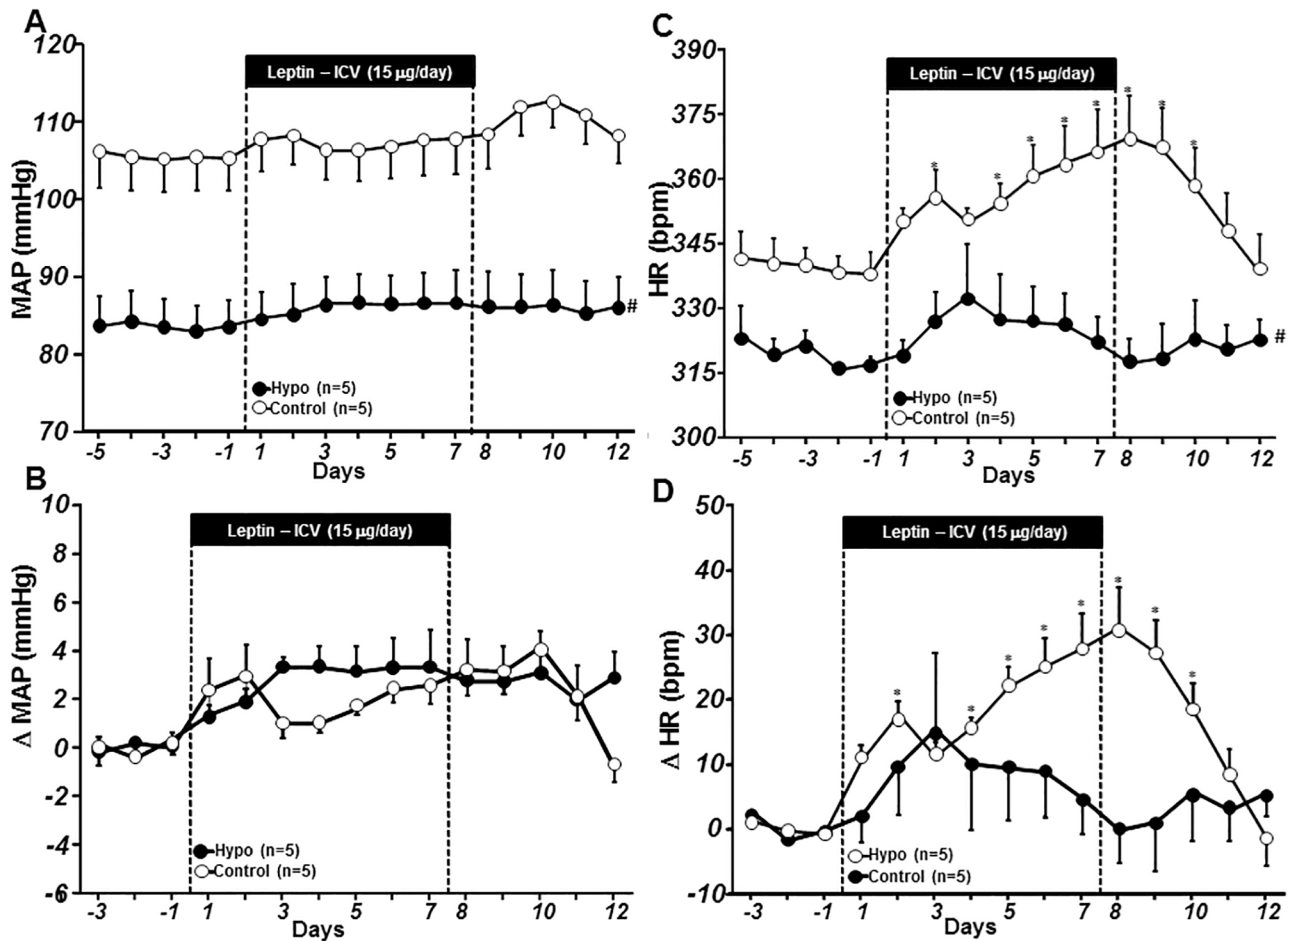 A
120
110
100
90
80
70
MAP (mmHg)
Leptin – ICV (15 µg/day)
#
Hypo (n=5)
Control (n=5)
-5 -3 -1 1 3 5 7 8 10 12
Days
C
390
375
360
345
330
315
300
HR (bpm)
Leptin – ICV (15 µg/day)
* * * * * * * * *
#
Hypo (n=5)
Control (n=5)
-5 -3 -1 1 3 5 7 8 10 12
Days
B
10
8
6
4
2
0
-2
-4
-6
Δ MAP (mmHg)
Leptin – ICV (15 µg/day)
Hypo (n=5)
Control (n=5)
-3 -1 1 3 5 7 8 10 12
Days
D
50
40
30
20
10
0
-10
Δ HR (bpm)
Leptin – ICV (15 µg/day)
* * * * * * * *
Hypo (n=5)
Control (n=5)
-3 -1 1 3 5 7 8 10 12
Days